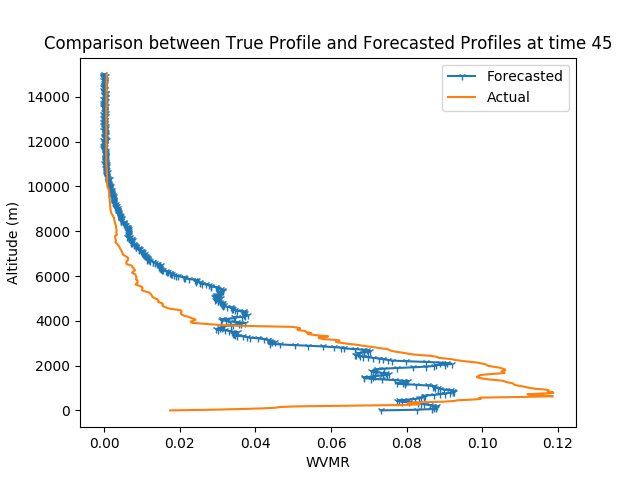 Comparison between True Profile and Forecasted Profiles at time 45
Forecasted
Actual
14000
12000
10000
8000
6000
4000
2000
0
Altitude (m)
0.00 0.02 0.04 0.06 0.08 0.10 0.12
WVMR